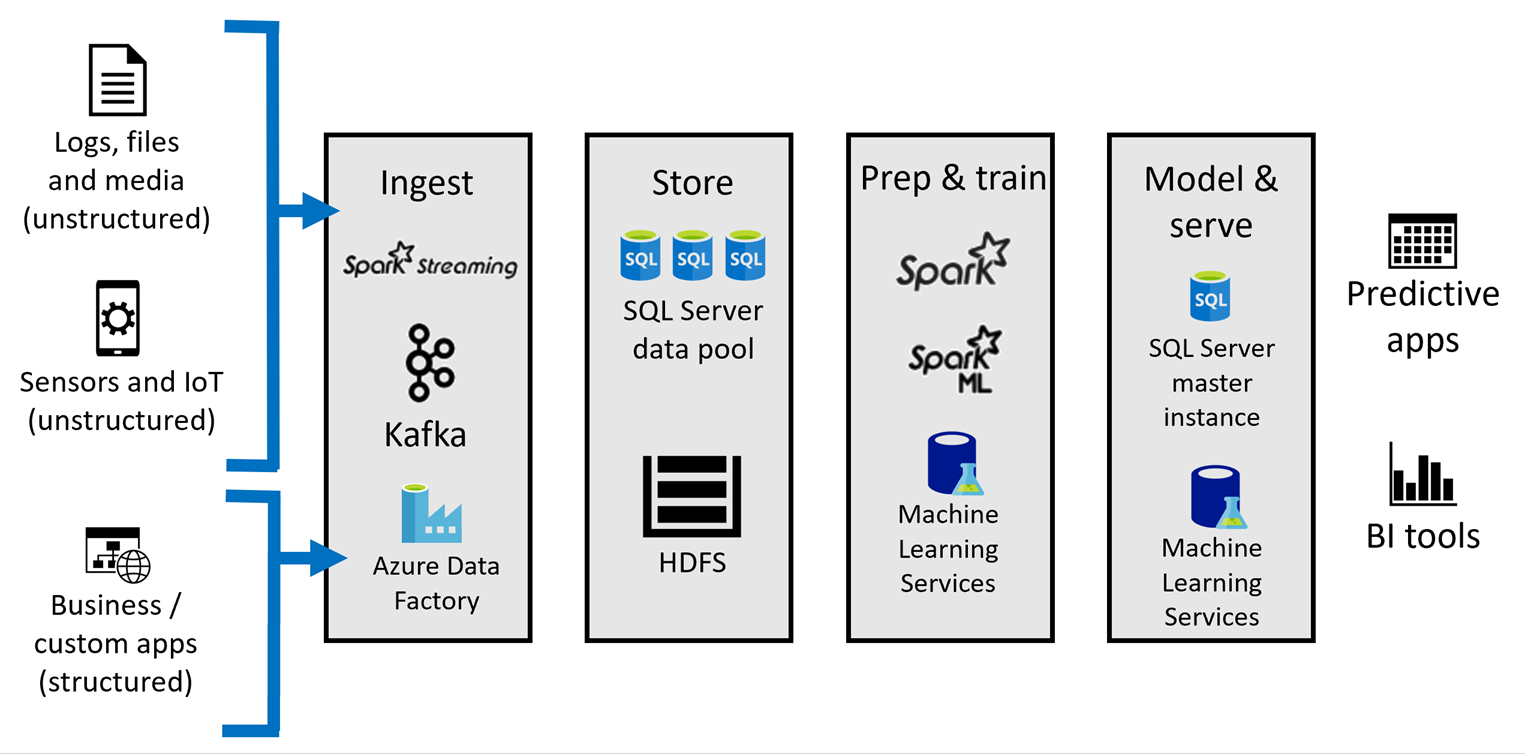 Logs, files
and media
(unstructured)
Sensors and IoT
(unstructured)
Business /
custom apps
(structured)
Ingest
Spark Streaming
Kafka
Azure Data
Factory
Store
SQL SQL SQL
SQL Server
data pool
HDFS
Prep & train
Spark
Spark
ML
Machine
Learning
Services
Model &
serve
SQL
SQL Server
master
instance
Machine
Learning
Services
Predictive
apps
BI tools